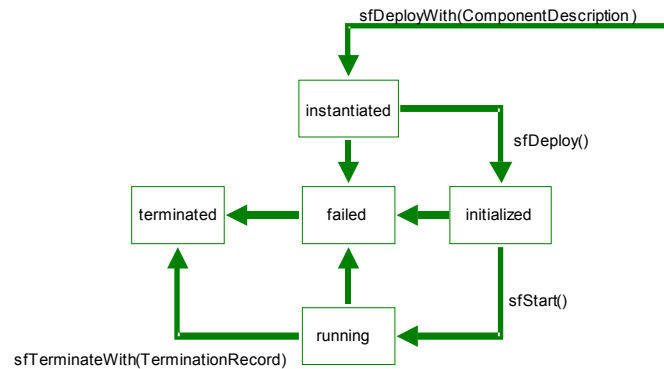 sfDeployWith(ComponentDescription )
instantiated
sfDeploy()
terminated
failed
initialized
sfStart()
running
sfTerminateWith(TerminationRecord)